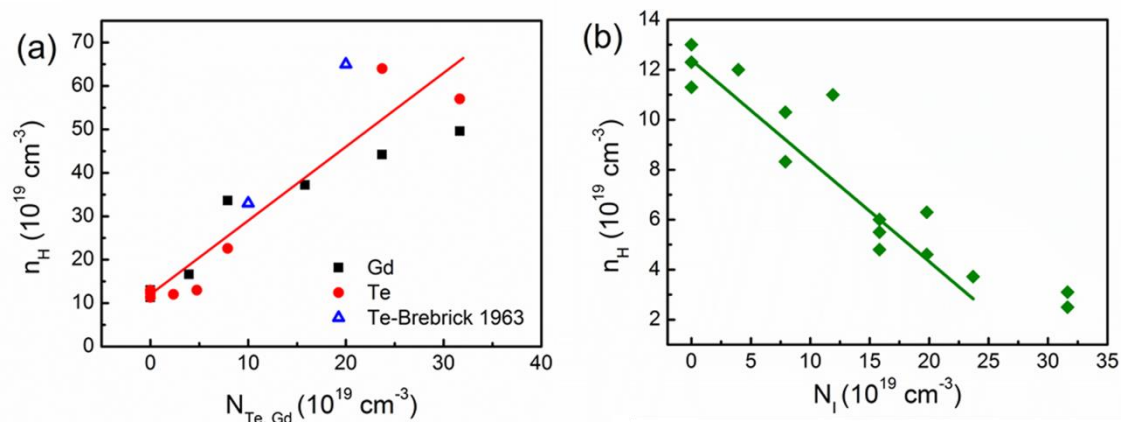 (a)
70
60
50
40
30
20
10
0
n_H (10^19 cm^-3)
Gd
Te
Te-Brebrick 1963
0 10 20 30 40
N_Te_Gd (10^19 cm^-3)
(b)
14
12
10
8
6
4
2
n_H (10^19 cm^-3)
0 5 10 15 20 25 30 35
N_I (10^19 cm^-3)